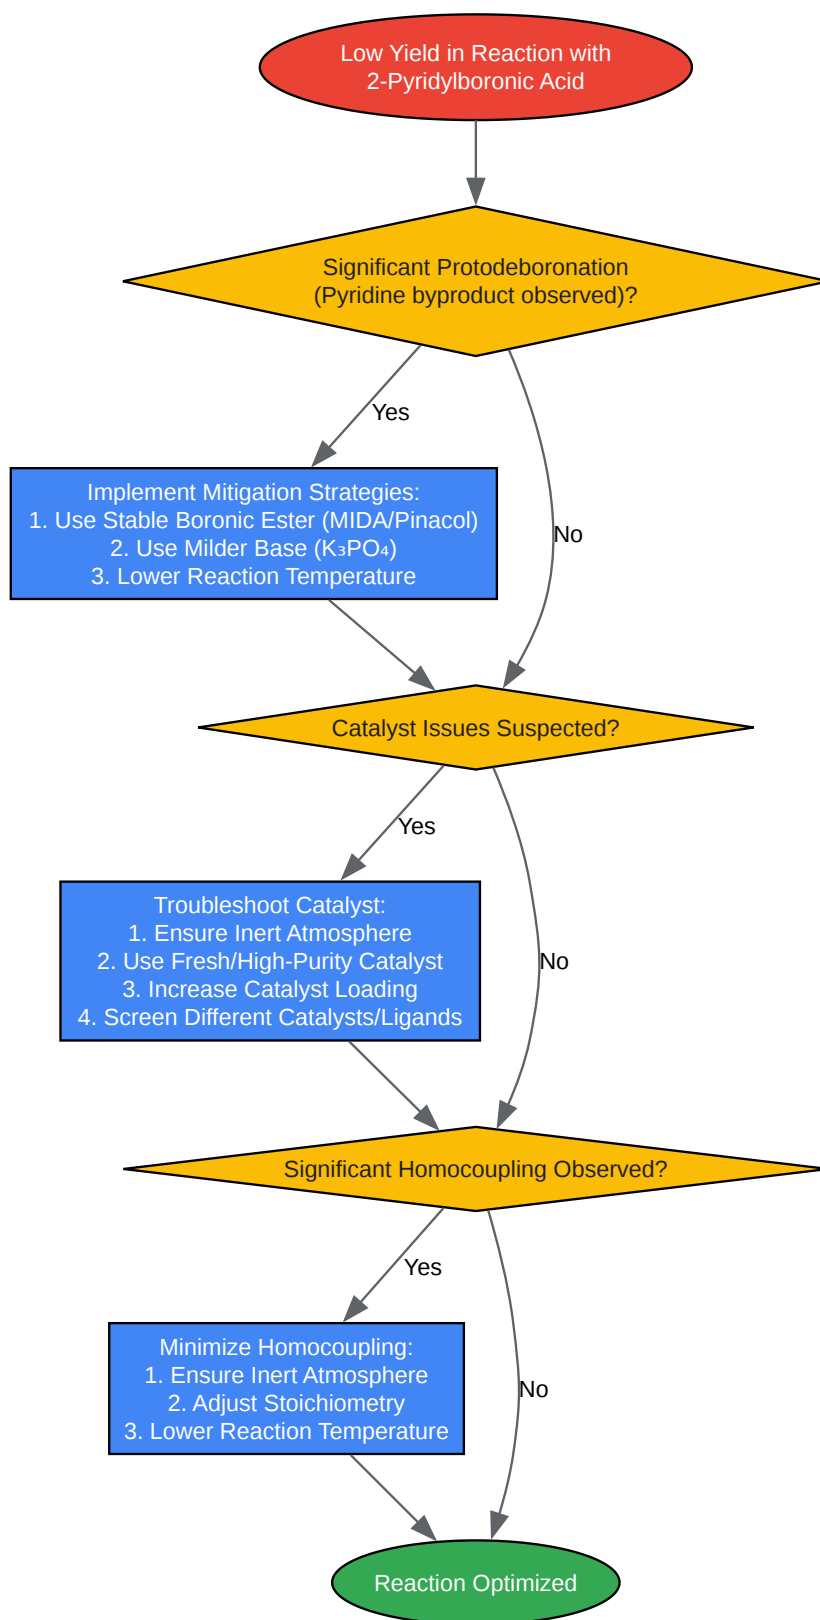 Low Yield in Reaction with
2-Pyridylboronic Acid
Significant Protodeboronation
(Pyridine byproduct observed)?
Yes
Implement Mitigation Strategies:
1. Use Stable Boronic Ester (MIDA/Pinacol)
2. Use Milder Base (K₃PO₄)
3. Lower Reaction Temperature
No
Catalyst Issues Suspected?
Yes
Troubleshoot Catalyst:
1. Ensure Inert Atmosphere
2. Use Fresh/High-Purity Catalyst
3. Increase Catalyst Loading
4. Screen Different Catalysts/Ligands
No
Significant Homocoupling Observed?
Yes
Minimize Homocoupling:
1. Ensure Inert Atmosphere
2. Adjust Stoichiometry
3. Lower Reaction Temperature
No
Reaction Optimized